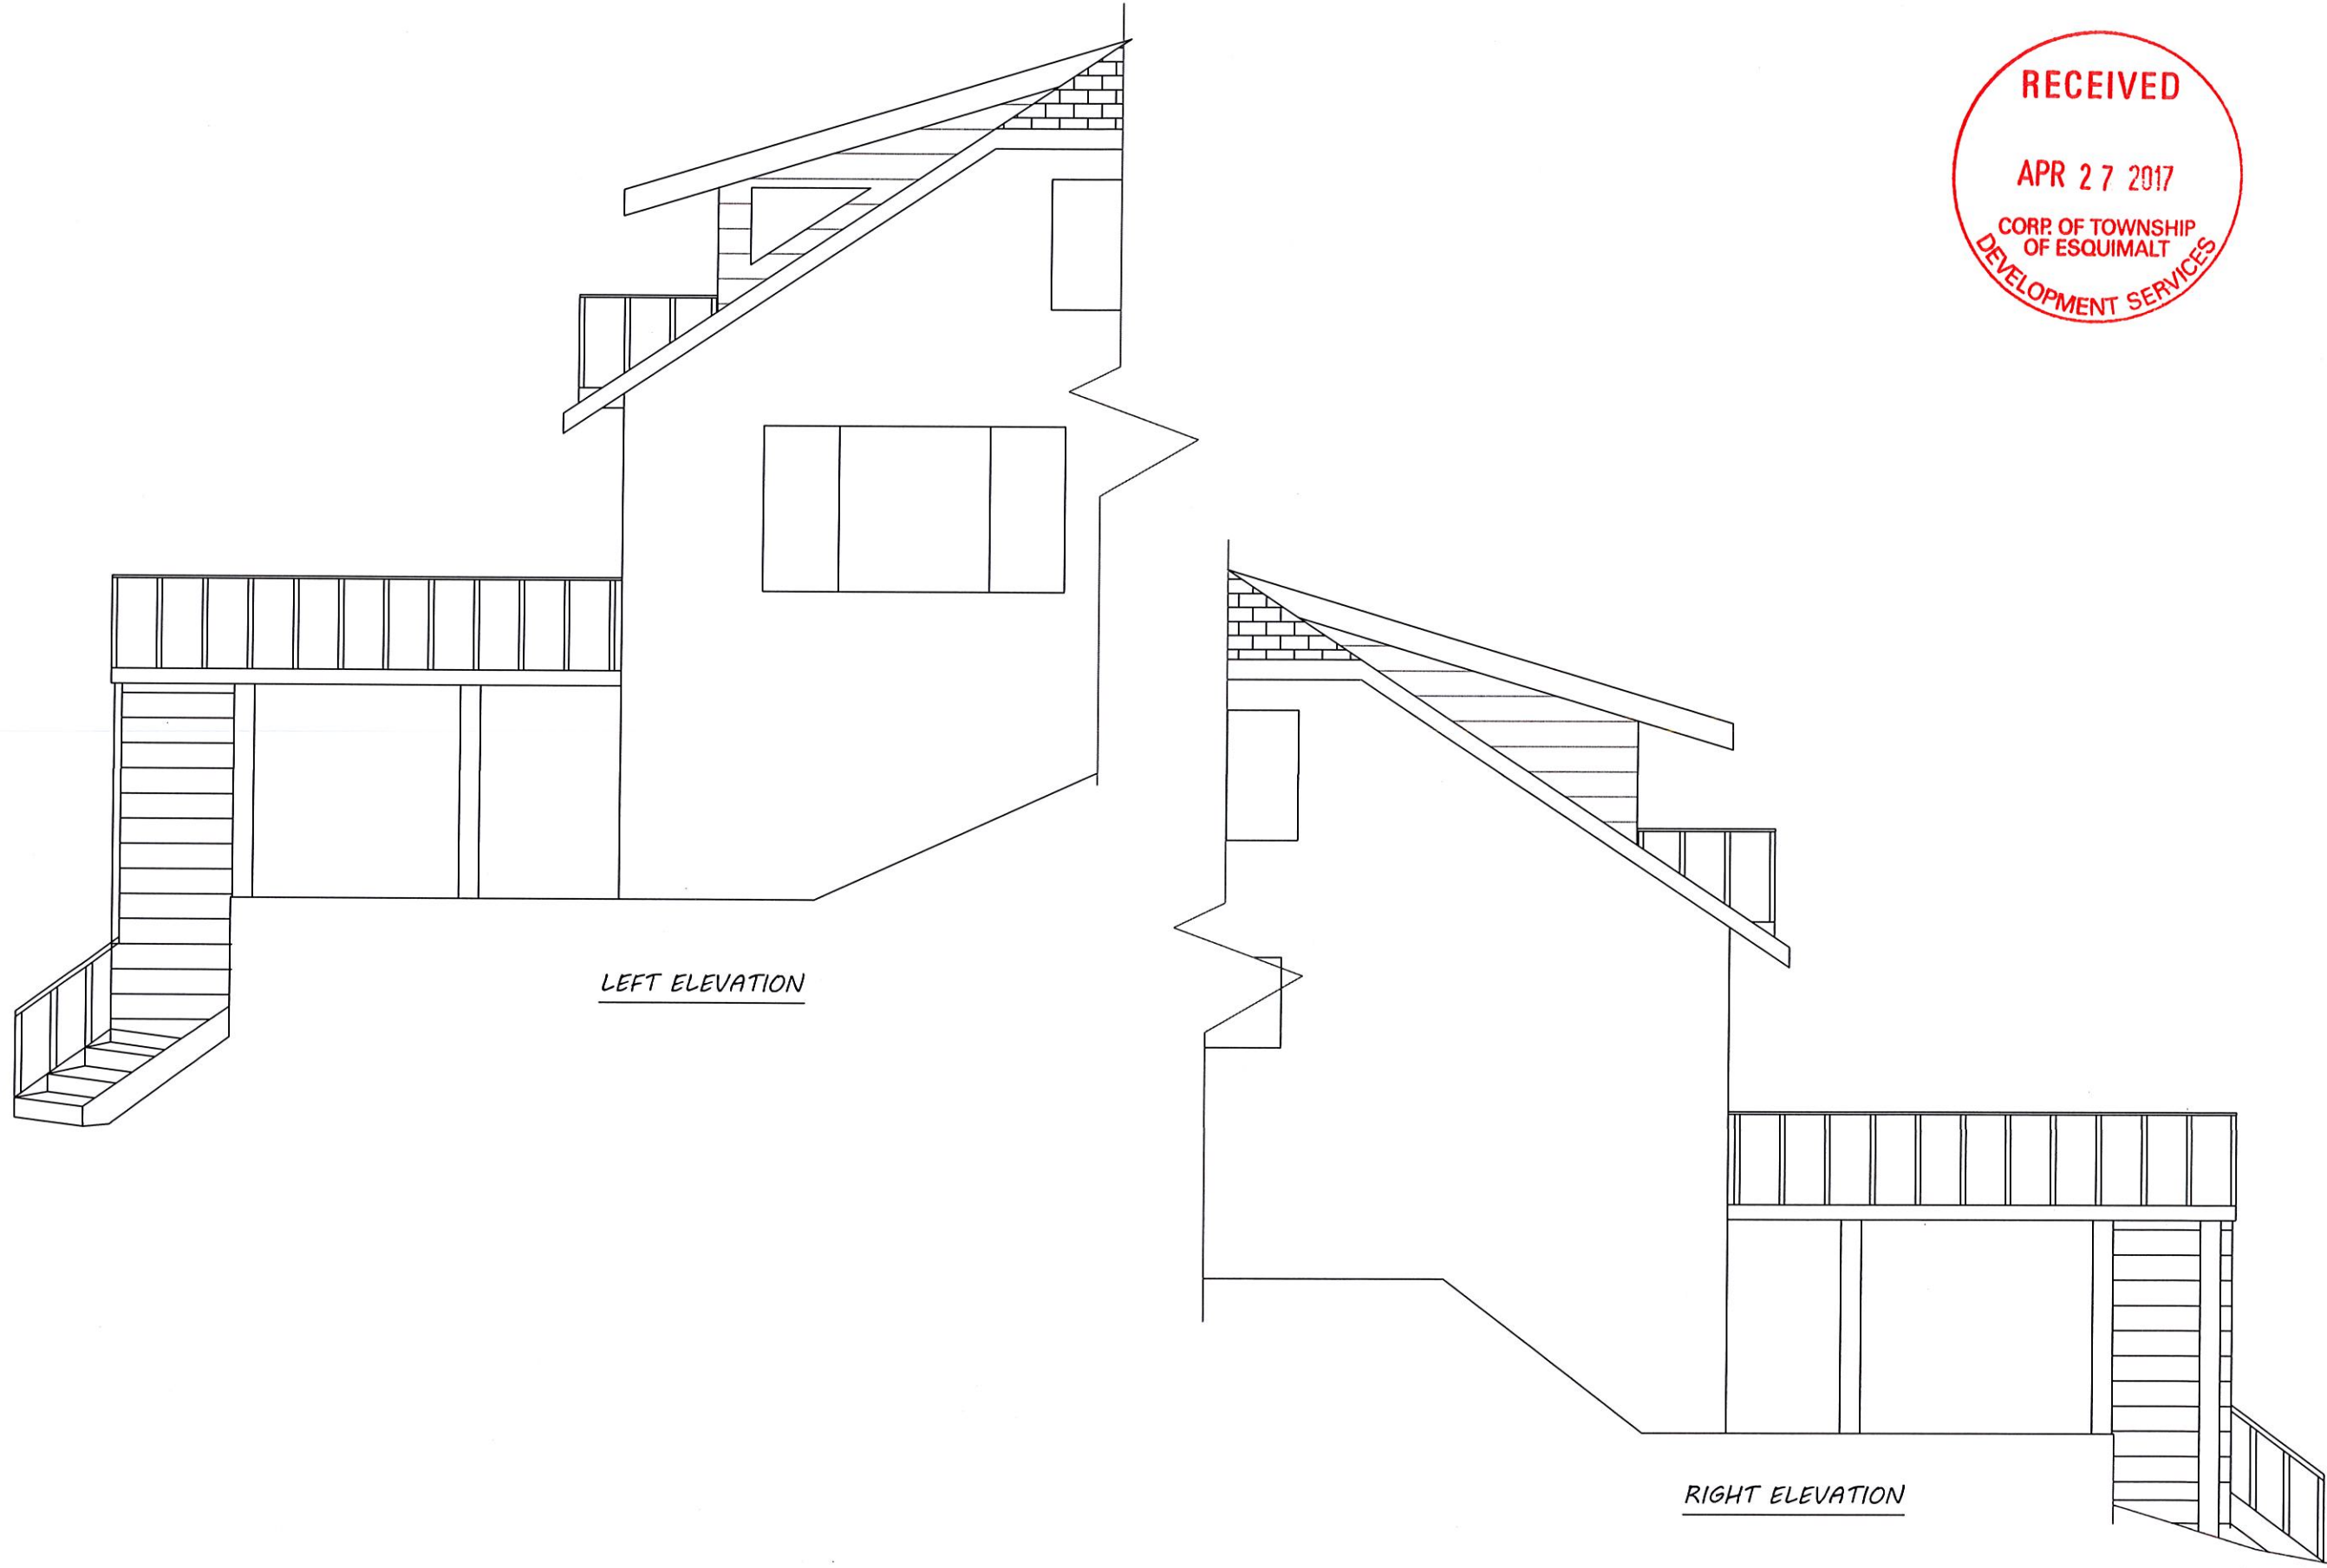 RECEIVED
APR 27 2017
CORP. OF TOWNSHIP
OF ESQUIMALT
DEVELOPMENT SERVICES
LEFT ELEVATION
RIGHT ELEVATION